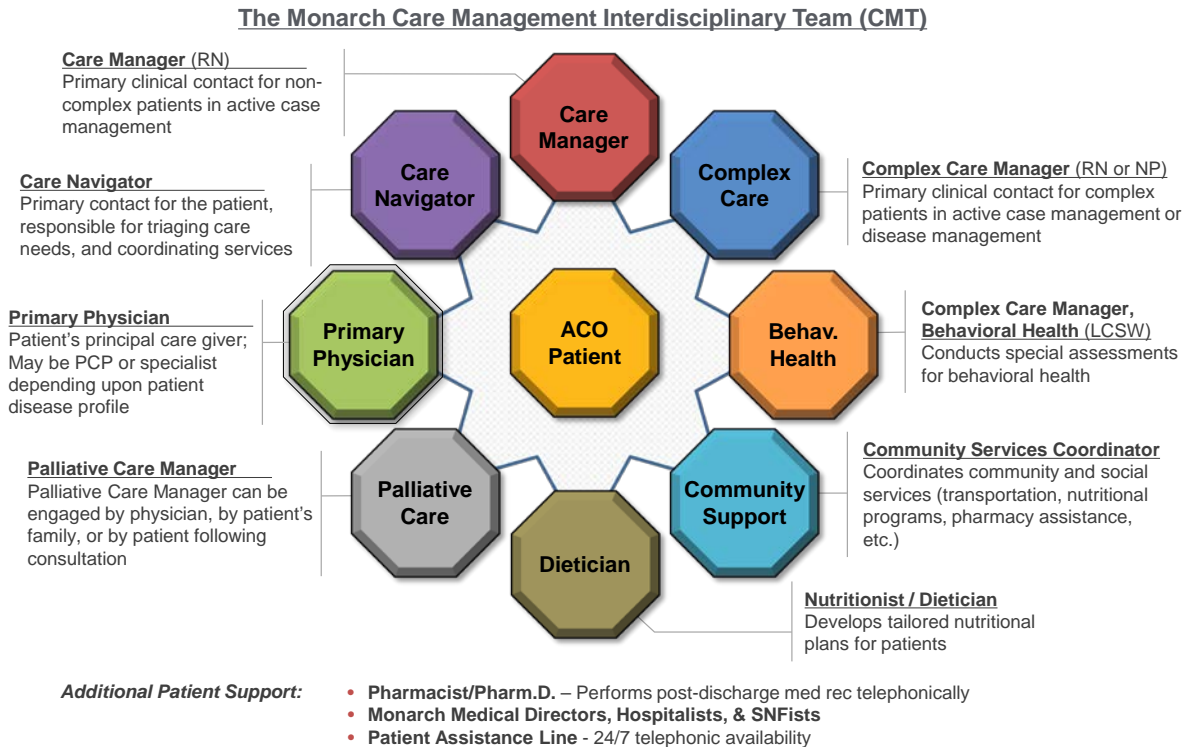 The Monarch Care Management Interdisciplinary Team (CMT)
Care Manager (RN)
Primary clinical contact for non-
complex patients in active case
management
Care Navigator
Primary contact for the patient,
responsible for triaging care
needs, and coordinating services
Primary Physician
Patient's principal care giver;
May be PCP or specialist
depending upon patient
disease profile
Palliative Care Manager
Palliative Care Manager can be
engaged by physician, by patient's
family, or by patient following
consultation
Care
Manager
Care
Navigator
Complex
Care
Primary
Physician
ACO
Patient
Behav.
Health
Palliative
Care
Community
Support
Dietician
Complex Care Manager (RN or NP)
Primary clinical contact for complex
patients in active case management or
disease management
Complex Care Manager,
Behavioral Health (LCSW)
Conducts special assessments
for behavioral health
Community Services Coordinator
Coordinates community and social
services (transportation, nutritional
programs, pharmacy assistance,
etc.)
Nutritionist / Dietician
Develops tailored nutritional
plans for patients
Additional Patient Support:
• Pharmacist/Pharm.D. – Performs post-discharge med rec telephonically
• Monarch Medical Directors, Hospitalists, & SNFists
• Patient Assistance Line - 24/7 telephonic availability